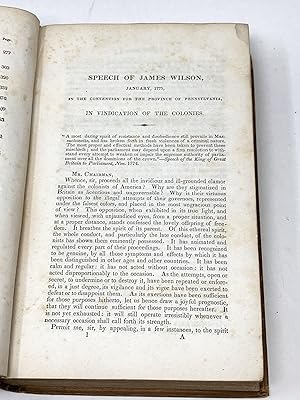 Page.
277
303
SPEECH OF JAMES WILSON,
JANUARY, 1775,
IN THE CONVENTION FOR THE PROVINCE OF PENNSYLVANIA,
IN VINDICATION OF THE COLONIES.
"A most daring spirit of resistance and disobedience still prevails in Mas-
sachusetts, and has broken forth in fresh violences of a criminal nature.
The most proper and effectual methods have been taken to prevent these
mischiefs; and the parliament may depend upon a firm resolution to with-
stand every attempt to weaken or impair the supreme authority of parlia-
ment over all the dominions of the crown."—Speech of the King of Great
Britain to Parliament, Nov. 1774.
MR. CHAIRMAN,
Whence, sir, proceeds all the invidious and ill-grounded clamor
against the colonists of America? Why are they stigmatized in
Britain as licentious and ungovernable? Why is their virtuous
opposition to the illegal attempts of their governors, represented
under the falsest colors, and placed in the most ungracious point
of view? This opposition, when exhibited in its true light, and
when viewed, with unjaundiced eyes, from a proper situation, and
at a proper distance, stands confessed the lovely offspring of free-
dom. It breathes the spirit of its parent. Of this ethereal spirit,
the whole conduct, and particularly the late conduct, of the colo-
nists has shown them eminently possessed. It has animated and
regulated every part of their proceedings. It has been recognized
to be genuine, by all those symptoms and effects by which it has
been distinguished in other ages and other countries. It has been
calm and regular: it has not acted without occasion: it has not
acted disproportionably to the occasion. As the attempts, open or
secret, to undermine or to destroy it, have been repeated or enforc-
ed, in a just degree, its vigilance and its vigor have been exerted to
defeat or to disappoint them. As its exertions have been sufficient
for those purposes hitherto, let us hence draw a joyful prognostic,
that they will continue sufficient for those purposes hereafter. It
is not yet exhausted: it will still operate irresistibly whenever a
necessary occasion shall call forth its strength.
Permit me, sir, by appealing, in a few instances, to the spirit
1 A